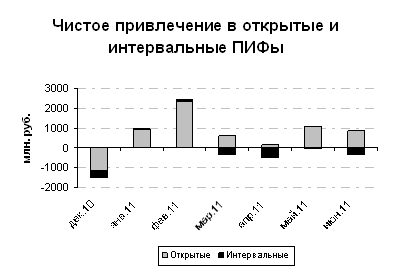 Чистое привлечение в открытые и
интервальные ПИФы
млн.руб.
3000
2000
1000
0
-1000
-2000
дек.10
янв.11
фев.11
мар.11
апр.11
май.11
июн.11
Открытые
Интервальные